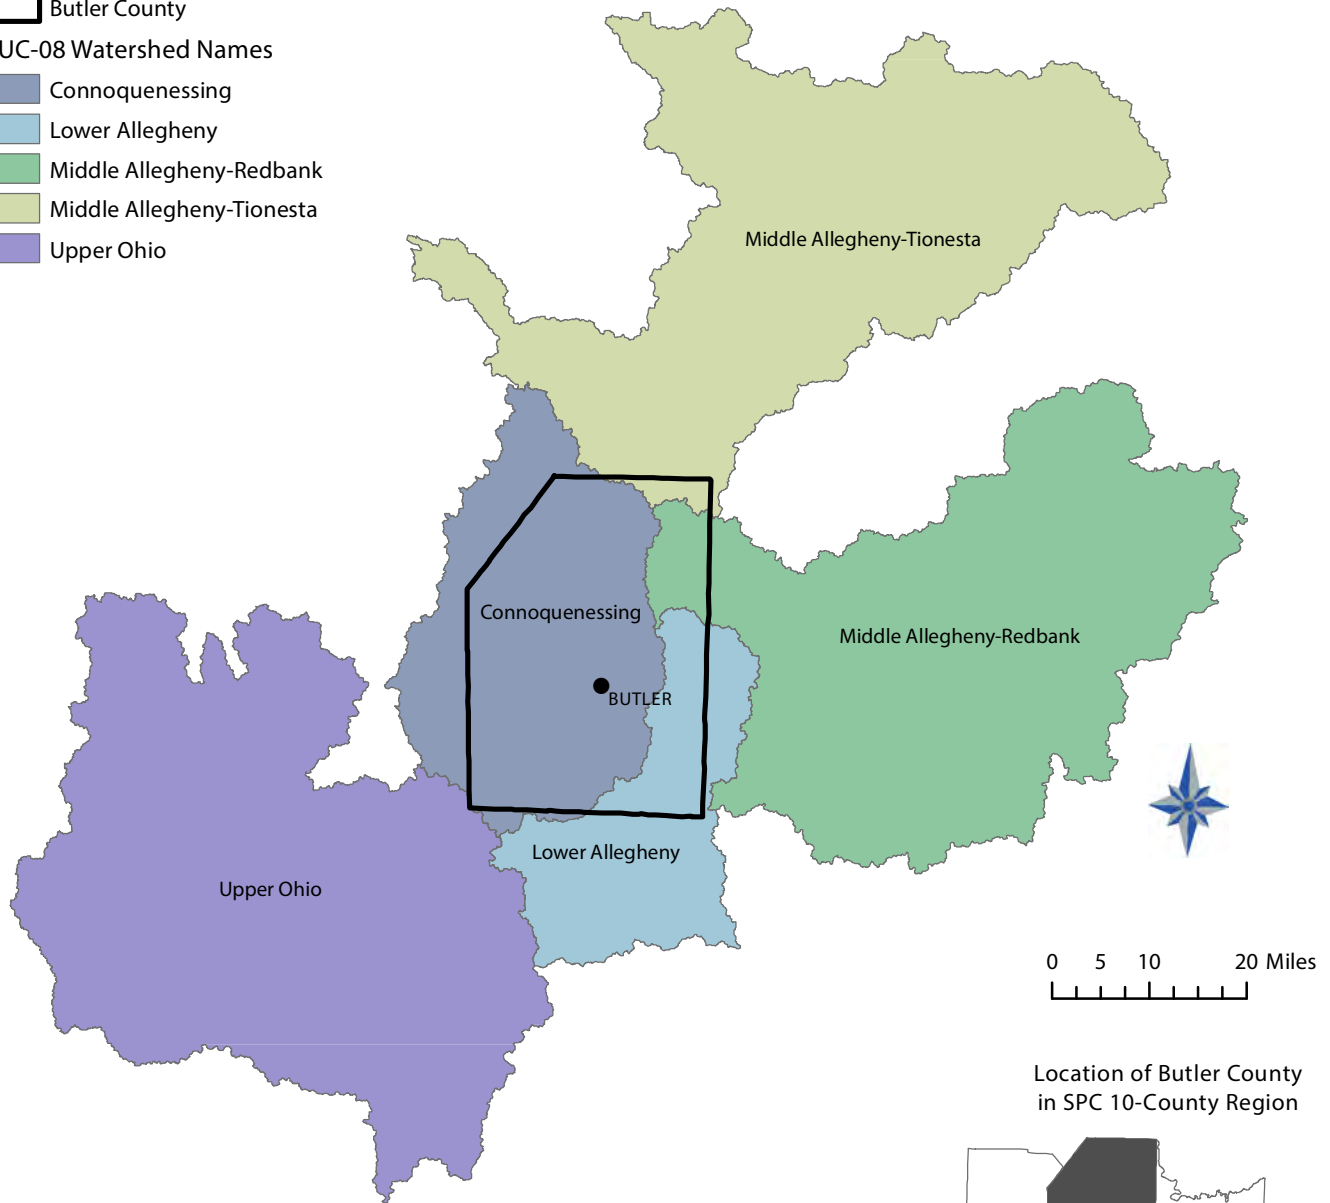 Butler County
UC-08 Watershed Names
Connoquenessing
Lower Allegheny
Middle Allegheny-Redbank
Middle Allegheny-Tionesta
Upper Ohio
Middle Allegheny-Tionesta
Connoquenessing
Middle Allegheny-Redbank
BUTLER
Lower Allegheny
Upper Ohio
0 5 10 20 Miles
Location of Butler County
in SPC 10-County Region